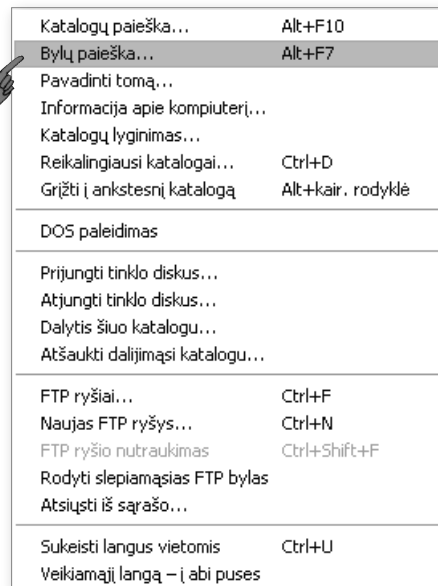 Katalogų paieška... Alt+F10
Bylų paieška... Alt+F7
Pavadinti tomą...
Informacija apie kompiuterį...
Katalogų lyginimas...
Reikalingiausi katalogai... Ctrl+D
Grįžti į ankstesnį katalogą Alt+kair. rodyklė
DOS paleidimas
Prijungti tinklo diskus...
Atjungti tinklo diskus...
Dalytis šiuo katalogu...
Atšaukti dalijimąsi katalogu...
FTP ryšiai... Ctrl+F
Naujas FTP ryšys... Ctrl+N
FTP ryšio nutraukimas Ctrl+Shift+F
Rodyti slepiamąsias FTP bylas
Atsiųsti iš sąrašo...
Sukeisti langus vietomis Ctrl+U
Veikiamąjį langą – į abi puses